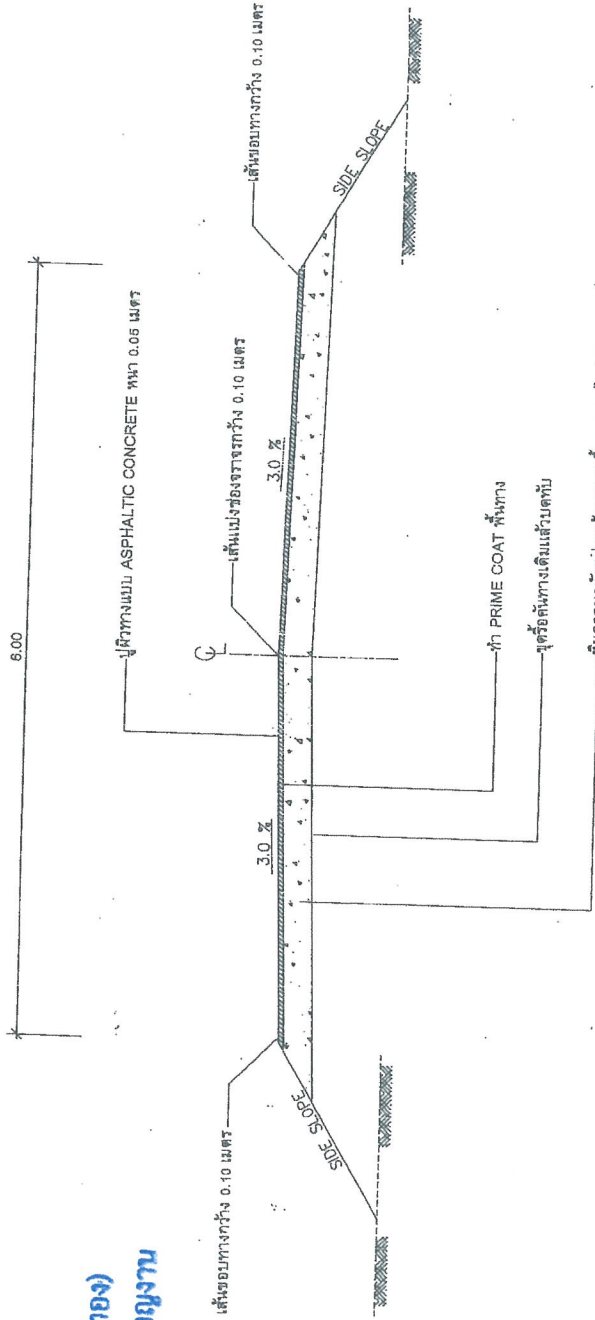 6.00
ปูผิวทางแบบ ASPHALTIC CONCRETE หนา 0.05 เมตร
เส้นขอบทางกว้าง 0.10 เมตร
เส้นแบ่งช่องจราจรกว้าง 0.10 เมตร
เส้นขอบทางกว้าง 0.10 เมตร
CL
3.0 %
3.0 %
SIDE SLOPE
SIDE SLOPE
ทำ PRIME COAT พื้นทาง
ขุดรื้อคันทางเดิมแล้วบดทับ